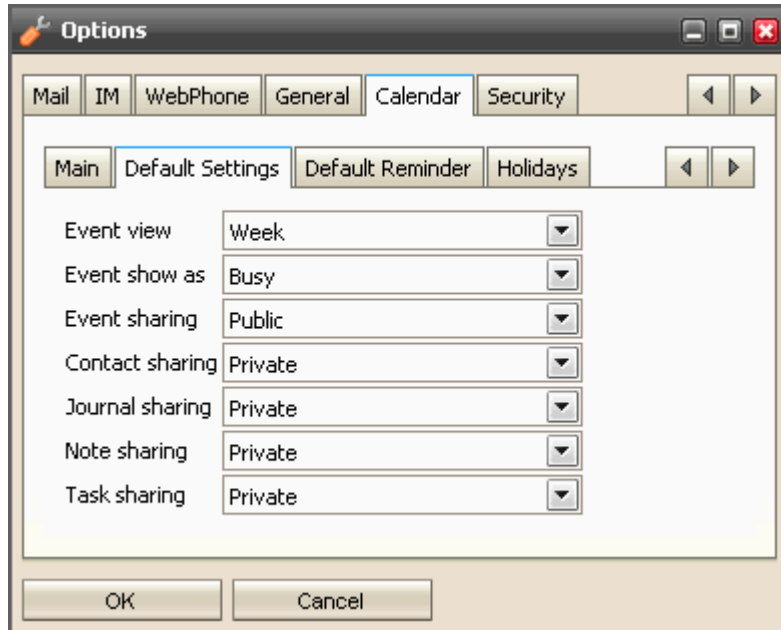 Options
Mail IM WebPhone General Calendar Security
Main Default Settings Default Reminder Holidays
Event view Week
Event show as Busy
Event sharing Public
Contact sharing Private
Journal sharing Private
Note sharing Private
Task sharing Private
OK Cancel